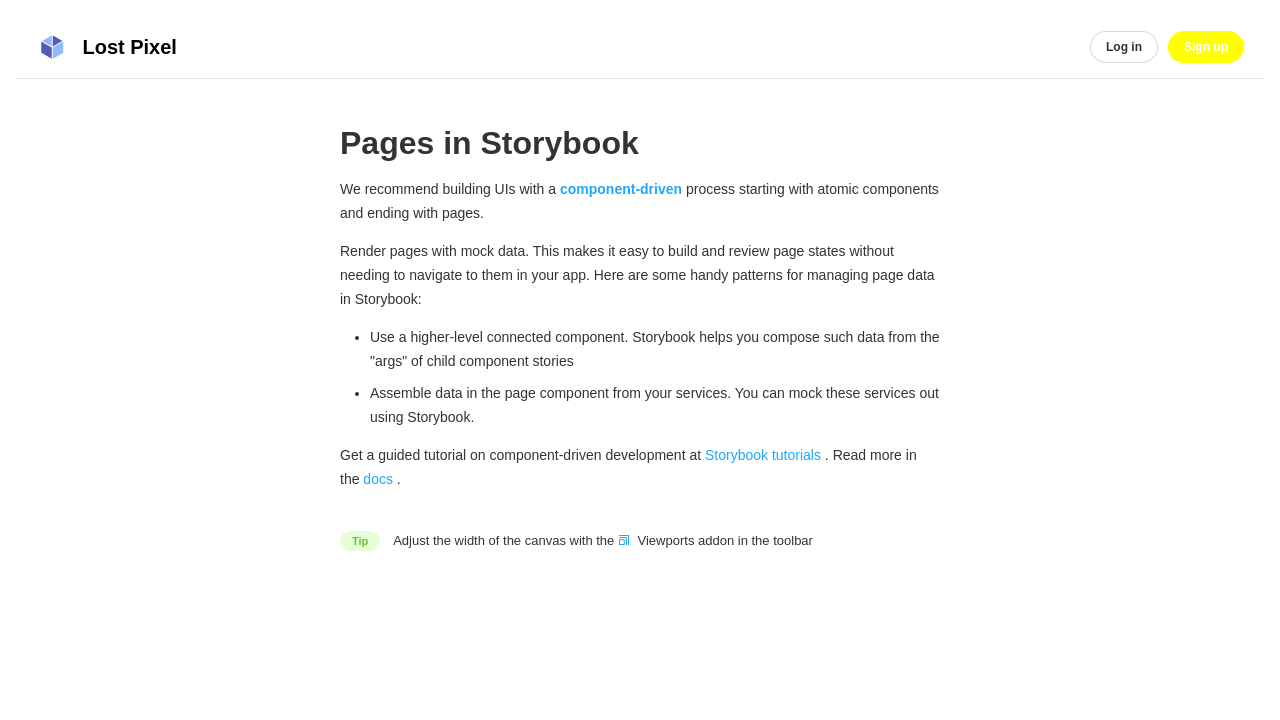 Lost Pixel
Log in
Sign up
Pages in Storybook
We recommend building UIs with a component-driven process starting with atomic components
and ending with pages.
Render pages with mock data. This makes it easy to build and review page states without
needing to navigate to them in your app. Here are some handy patterns for managing page data
in Storybook:
Use a higher-level connected component. Storybook helps you compose such data from the
"args" of child component stories
Assemble data in the page component from your services. You can mock these services out
using Storybook.
Get a guided tutorial on component-driven development at Storybook tutorials . Read more in
the docs .
Tip
Adjust the width of the canvas with the Viewports addon in the toolbar